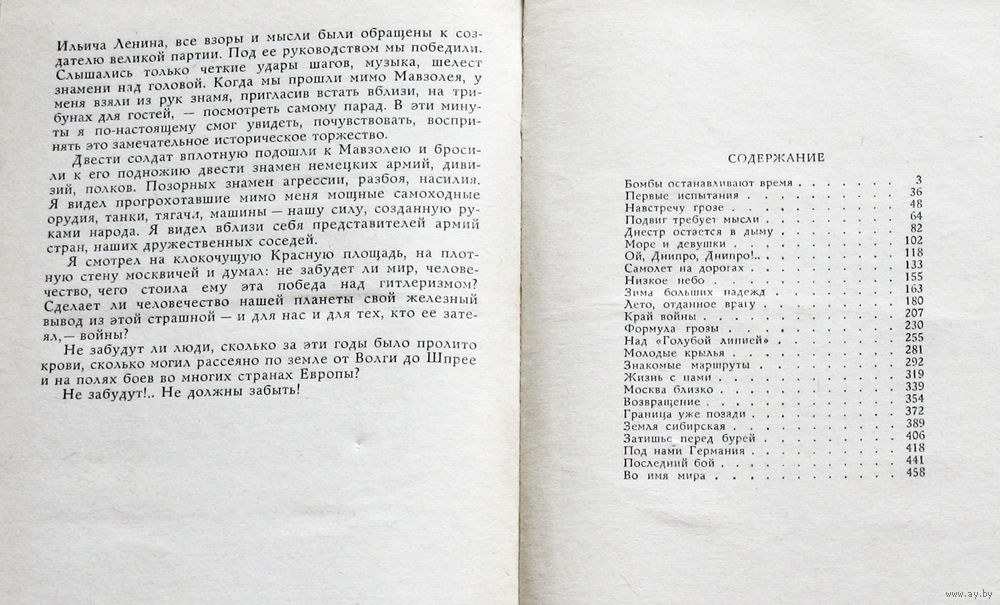 Ильича Ленина, все взоры и мысли были обращены к соз-
дателю великой партии. Под ее руководством мы победили.
Слышались только четкие удары шагов, музыка, шелест
знамени над головой. Когда мы прошли мимо Мавзолея, у
меня взяли из рук знамя, пригласив встать вблизи, на три-
бунах для гостей, — посмотреть самому парад. В эти мину-
ты я по-настоящему смог увидеть, почувствовать, воспри-
нять это замечательное историческое торжество.
Двести солдат вплотную подошли к Мавзолею и броси-
ли к его подножию двести знамен немецких армий, диви-
зий, полков. Позорных знамен агрессии, разбоя, насилия.
Я видел прогрохотавшие мимо меня мощные самоходные
орудия, танки, тягачи, машины — нашу силу, созданную ру-
ками народа. Я видел вблизи себя представителей армий
стран, наших дружественных соседей.
Я смотрел на клокочущую Красную площадь, на плот-
ную стену москвичей и думал: не забудет ли мир, челове-
чество, чего стоила ему эта победа над гитлеризмом?
Сделает ли человечество нашей планеты свой железный
вывод из этой страшной — и для нас и для тех, кто ее зате-
ял,— войны?
Не забудут ли люди, сколько за эти годы было пролито
крови, сколько могил рассеяно по земле от Волги до Шпрее
и на полях боев во многих странах Европы?
Не забудут!.. Не должны забыть!
СОДЕРЖАНИЕ
Бомбы останавливают время . . . . . . . 3
Первые испытания . . . . . . . . . 36
Навстречу грозе . . . . . . . . . . 48
Подвиг требует мысли . . . . . . . . 64
Днестр остается в дыму . . . . . . . . 82
Море и девушки . . . . . . . . . . 102
Ой, Днипро, Днипро!.. . . . . . . . . 118
Самолет на дорогах . . . . . . . . . 133
Низкое небо . . . . . . . . . . . 155
Зима больших надежд . . . . . . . . 163
Лето, отданное врагу . . . . . . . . . 180
Край войны . . . . . . . . . . . 207
Формула грозы . . . . . . . . . . 230
Над «Голубой линией» . . . . . . . . 255
Молодые крылья . . . . . . . . . . 281
Знакомые маршруты . . . . . . . . . 292
Жизнь с нами . . . . . . . . . . . 319
Москва близко . . . . . . . . . . 339
Возвращение . . . . . . . . . . . 354
Граница уже позади . . . . . . . . . 372
Земля сибирская . . . . . . . . . . 389
Затишье перед бурей . . . . . . . . . 406
Под нами Германия . . . . . . . . . 418
Последний бой . . . . . . . . . . 441
Во имя мира . . . . . . . . . . . 458
www.ay.by